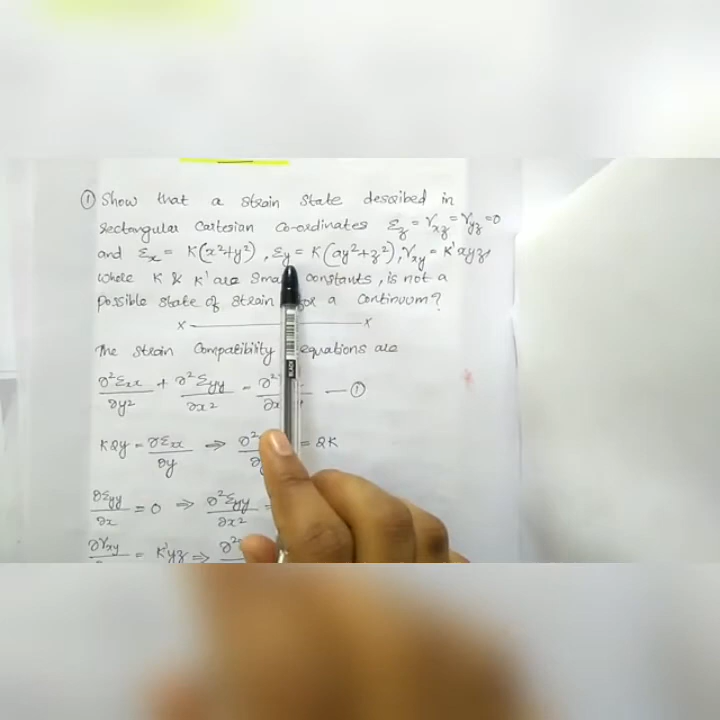 ① Show that a strain state described in
rectangular Cartesian Co-ordinates εz = γxz = γyz = 0
and εx = K(x²+y²), εy = K(ay²+z²), γxy = K'xyz,
where K & K' are small constants, is not a
possible state of strain for a continuum?
x ———— x
The strain Compatibility equations are
∂²εxx/∂y² + ∂²εyy/∂x² = — ①
K2y = ∂εxx/∂y ⇒ = 2K
∂εyy/∂x = 0 ⇒ ∂²εyy/∂x² =
∂γxy = K'yz ⇒